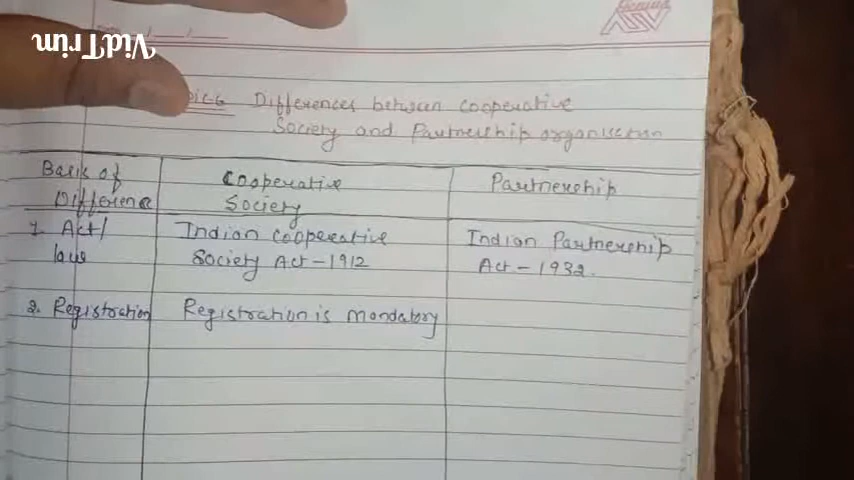 VidTrim
Differences between cooperative
Society and Partnership organisation
Basis of Difference
Cooperative Society
Partnership
1. Act/ law
Indian cooperative Society Act - 1912
Indian Partnership Act - 1932.
2. Registration
Registration is mandatory